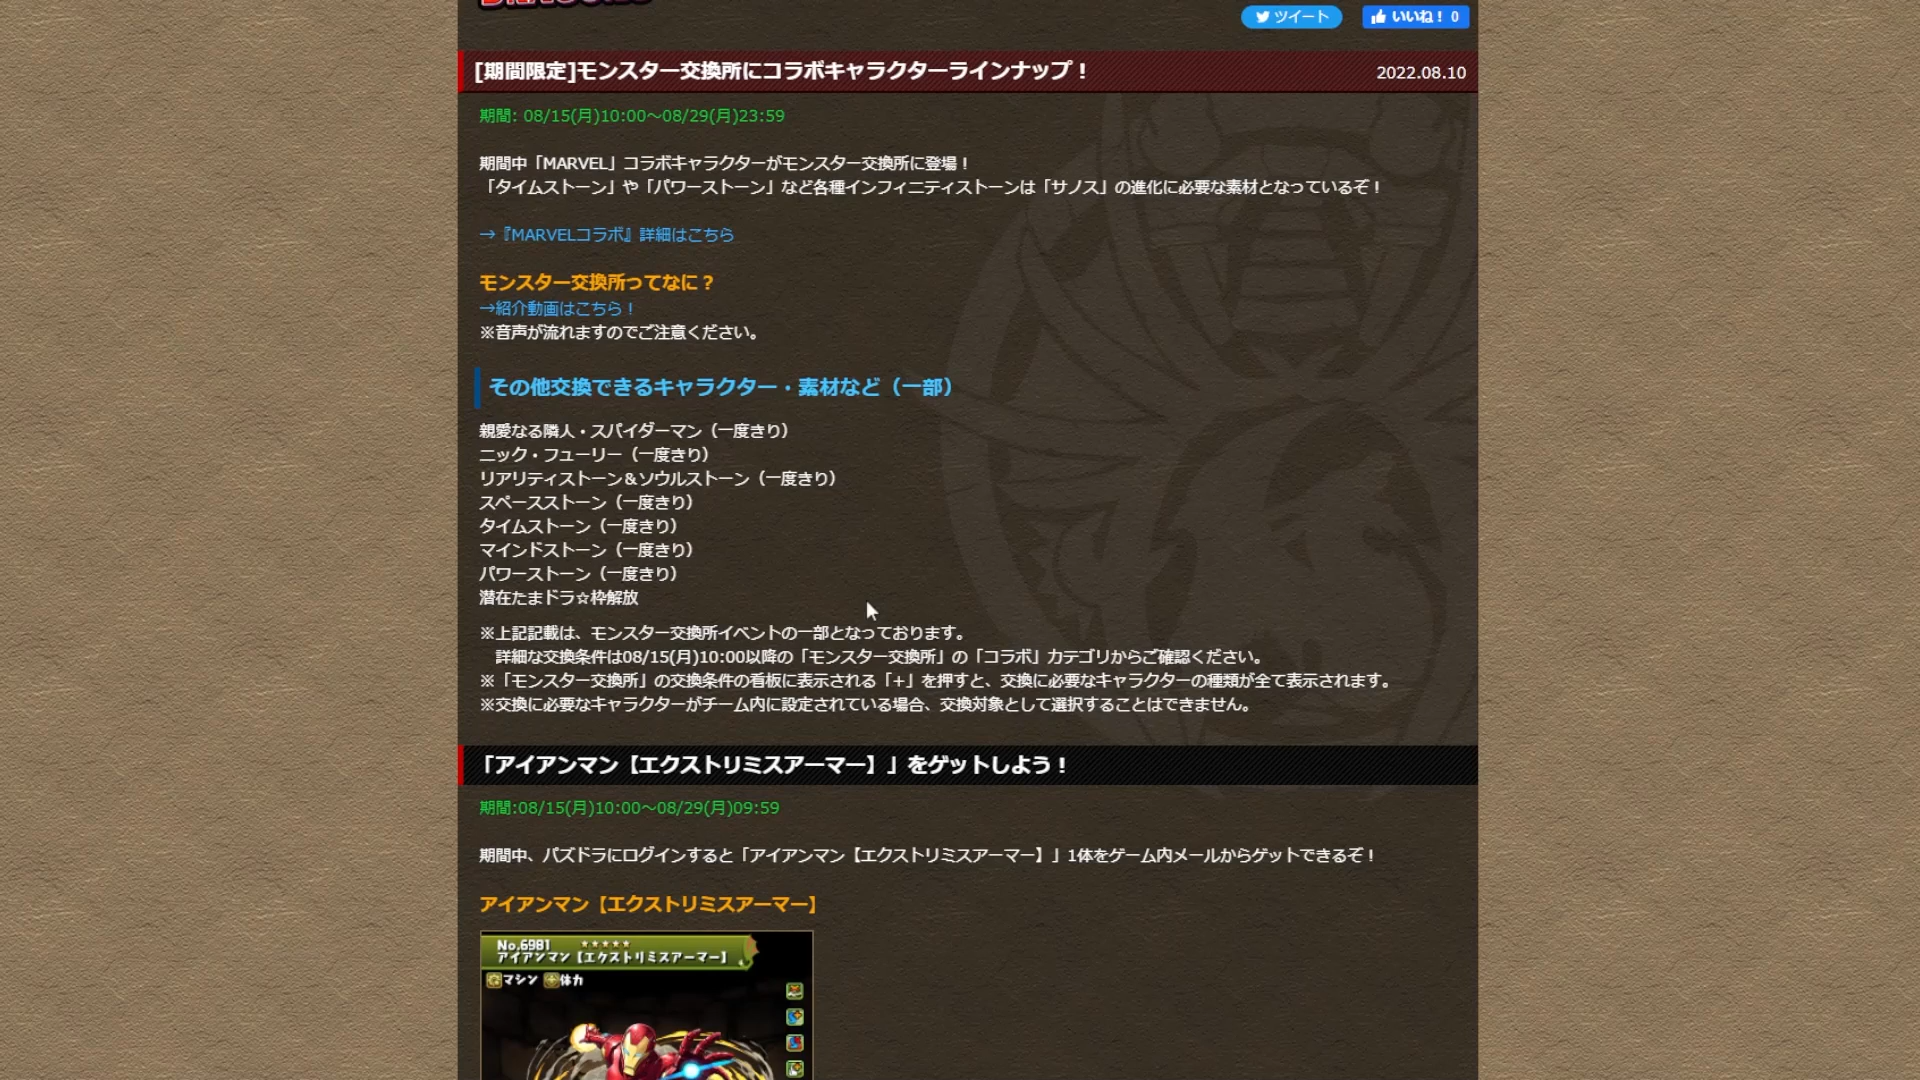 ツイート
いいね！ 0
[期間限定]モンスター交換所にコラボキャラクターラインナップ！
2022.08.10
期間: 08/15(月)10:00～08/29(月)23:59
期間中「MARVEL」コラボキャラクターがモンスター交換所に登場！
「タイムストーン」や「パワーストーン」など各種インフィニティストーンは「サノス」の進化に必要な素材となっているぞ！
→『MARVELコラボ』詳細はこちら
モンスター交換所ってなに？
→紹介動画はこちら！
※音声が流れますのでご注意ください。
その他交換できるキャラクター・素材など（一部）
親愛なる隣人・スパイダーマン（一度きり）
ニック・フューリー（一度きり）
リアリティストーン＆ソウルストーン（一度きり）
スペースストーン（一度きり）
タイムストーン（一度きり）
マインドストーン（一度きり）
パワーストーン（一度きり）
潜在たまドラ☆枠解放
※上記記載は、モンスター交換所イベントの一部となっております。
詳細な交換条件は08/15(月)10:00以降の「モンスター交換所」の「コラボ」カテゴリからご確認ください。
※「モンスター交換所」の交換条件の看板に表示される「+」を押すと、交換に必要なキャラクターの種類が全て表示されます。
※交換に必要なキャラクターがチーム内に設定されている場合、交換対象として選択することはできません。
「アイアンマン【エクストリミスアーマー】」をゲットしよう！
期間:08/15(月)10:00～08/29(月)09:59
期間中、パズドラにログインすると「アイアンマン【エクストリミスアーマー】」1体をゲーム内メールからゲットできるぞ！
アイアンマン【エクストリミスアーマー】
No.6981 ★★★★★
アイアンマン【エクストリミスアーマー】
マシン 体力